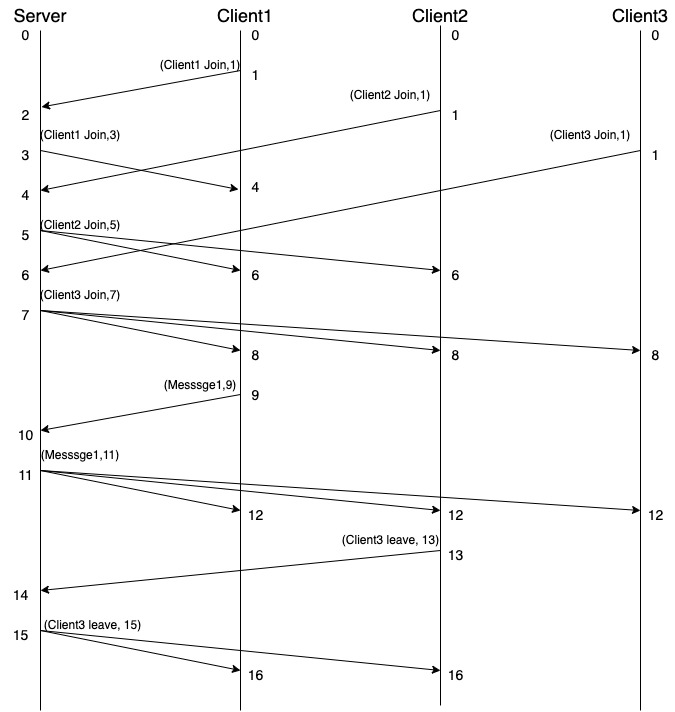 Server Client1 Client2 Client3
0 0 0 0
(Client1 Join,1)
1
(Client2 Join,1)
2 1
(Client1 Join,3) (Client3 Join,1)
3 1
4 4
(Client2 Join,5)
5
6 6 6
(Client3 Join,7)
7
8 8 8
(Messsge1,9)
9
10
(Messsge1,11)
11
12 12 12
(Client3 leave, 13)
13
14
(Client3 leave, 15)
15
16 16